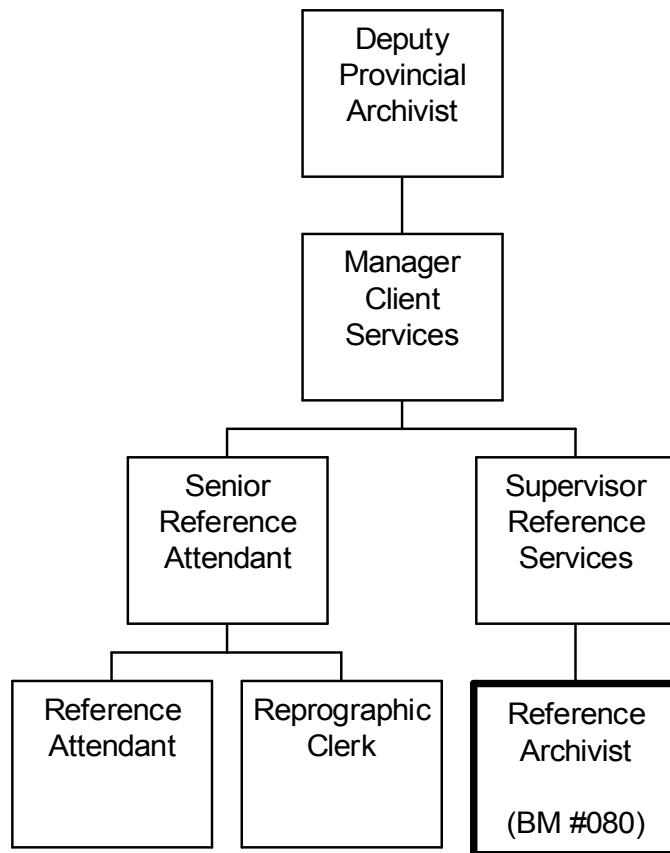 Deputy
Provincial
Archivist
Manager
Client
Services
Senior
Reference
Attendant
Supervisor
Reference
Services
Reference
Attendant
Reprographic
Clerk
Reference
Archivist
(BM #080)